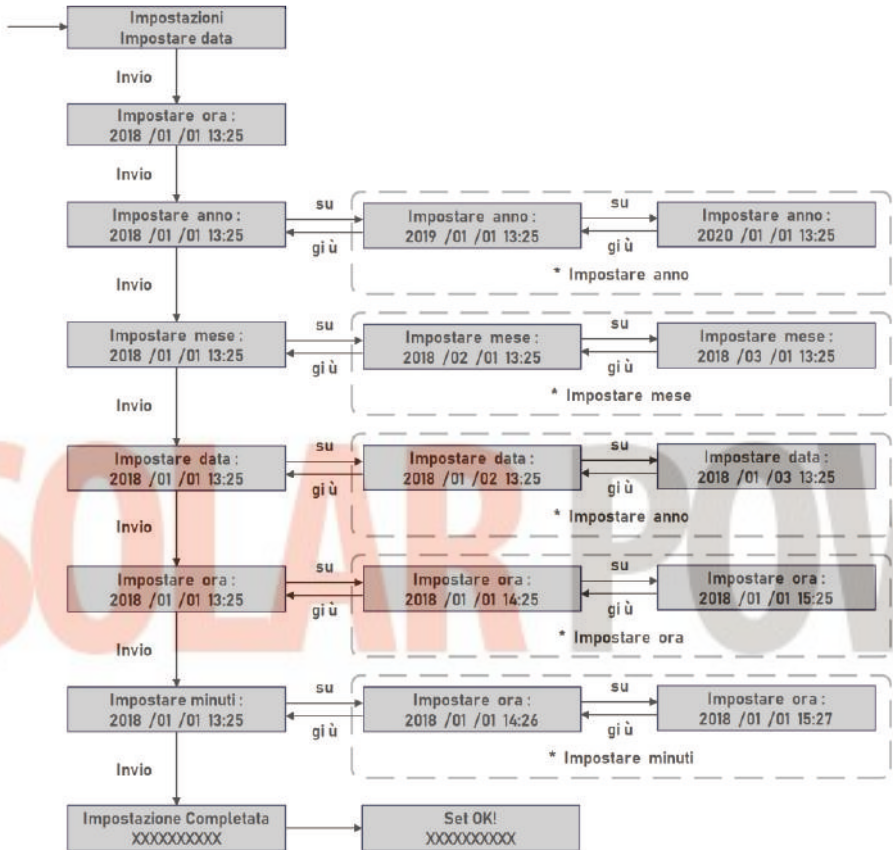 Impostazioni
Impostare data
Invio
Impostare ora :
2018 /01 /01 13:25
Invio
Impostare anno :
2018 /01 /01 13:25
su
giù
Impostare anno :
2019 /01 /01 13:25
su
giù
Impostare anno :
2020 /01 /01 13:25
* Impostare anno
Invio
Impostare mese :
2018 /01 /01 13:25
su
giù
Impostare mese :
2018 /02 /01 13:25
su
giù
Impostare mese :
2018 /03 /01 13:25
* Impostare mese
Invio
Impostare data :
2018 /01 /01 13:25
su
giù
Impostare data :
2018 /01 /02 13:25
su
giù
Impostare data :
2018 /01 /03 13:25
* Impostare anno
Invio
Impostare ora :
2018 /01 /01 13:25
su
giù
Impostare ora :
2018 /01 /01 14:25
su
giù
Impostare ora :
2018 /01 /01 15:25
* Impostare ora
Invio
Impostare minuti :
2018 /01 /01 13:25
su
giù
Impostare ora :
2018 /01 /01 14:26
su
giù
Impostare ora :
2018 /01 /01 15:27
* Impostare minuti
Invio
Impostazione Completata
XXXXXXXXXX
Set OK!
XXXXXXXXXX
SOLAR POW